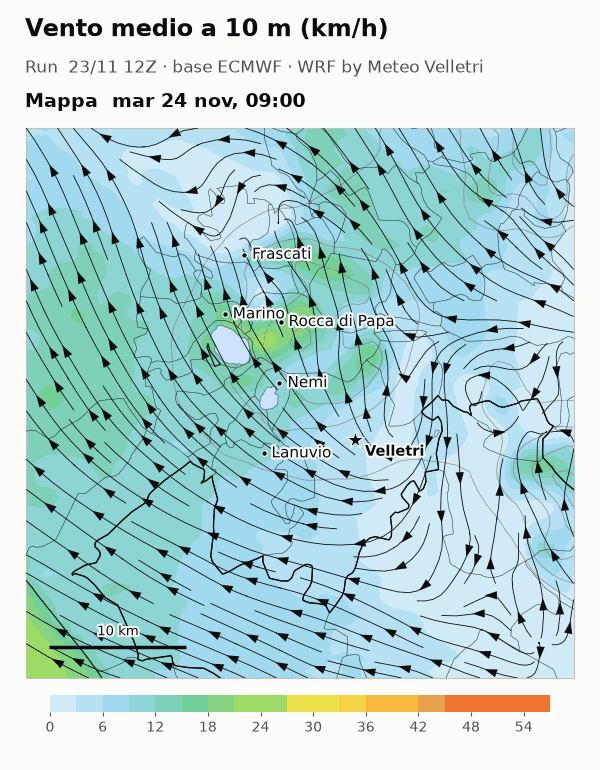 Vento medio a 10 m (km/h)
Run  23/11 12Z · base ECMWF · WRF by Meteo Velletri
Mappa  mar 24 nov, 09:00
Frascati
Marino
Rocca di Papa
Nemi
Lanuvio
Velletri
10 km
0 6 12 18 24 30 36 42 48 54